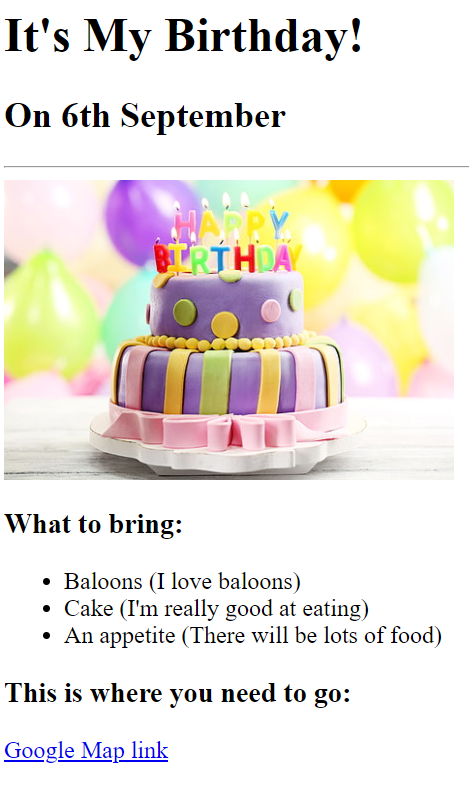 It's My Birthday!
On 6th September
HAPPY
BIRTHDAY
What to bring:
Baloons (I love baloons)
Cake (I'm really good at eating)
An appetite (There will be lots of food)
This is where you need to go:
Google Map link